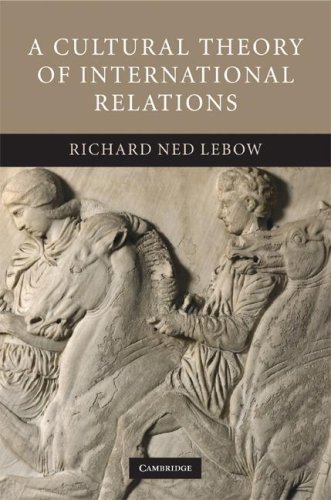 A CULTURAL THEORY
OF INTERNATIONAL
RELATIONS
RICHARD NED LEBOW
CAMBRIDGE